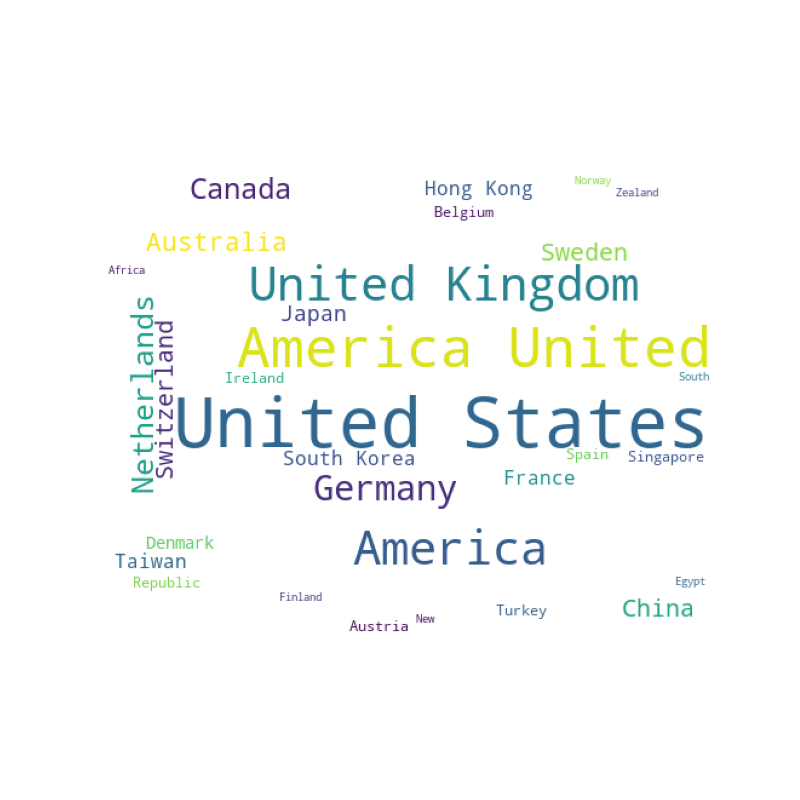 Norway
Canada
Hong Kong
Zealand
Belgium
Australia
Sweden
Africa
United Kingdom
Japan
America United
Netherlands
Switzerland
Ireland
South
United States
South Korea
Spain
Singapore
France
Germany
Denmark
America
Taiwan
Republic
Egypt
Finland
China
Turkey
New
Austria